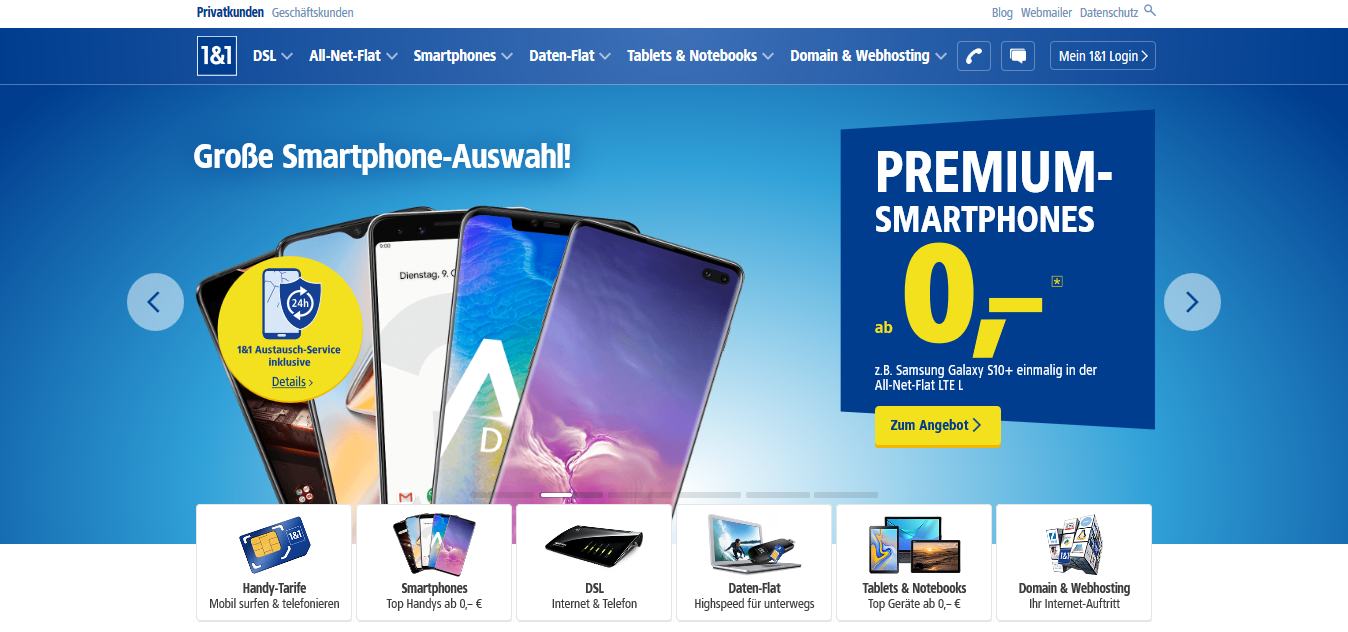 Privatkunden Geschäftskunden
Blog Webmailer Datenschutz
1&1 DSL All-Net-Flat Smartphones Daten-Flat Tablets & Notebooks Domain & Webhosting Mein 1&1 Login
Große Smartphone-Auswahl!
PREMIUM-
SMARTPHONES
ab 0,–*
z.B. Samsung Galaxy S10+ einmalig in der
All-Net-Flat LTE L
Zum Angebot
9:00
Dienstag, 9. O
24h
1&1 Austausch-Service
inklusive
Details
D
1&1
Handy-Tarife
Mobil surfen & telefonieren
Smartphones
Top Handys ab 0,– €
DSL
Internet & Telefon
Daten-Flat
Highspeed für unterwegs
Tablets & Notebooks
Top Geräte ab 0,– €
1&1
Domain & Webhosting
Ihr Internet-Auftritt